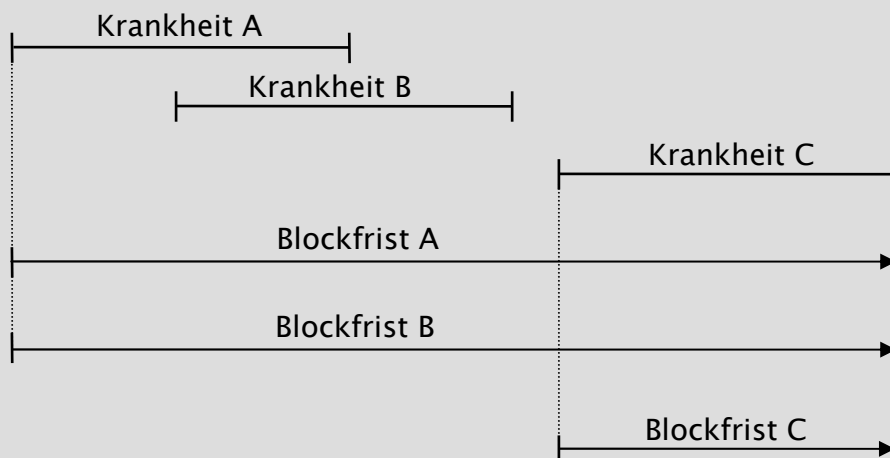 Krankheit A
Krankheit B
Krankheit C
Blockfrist A
Blockfrist B
Blockfrist C